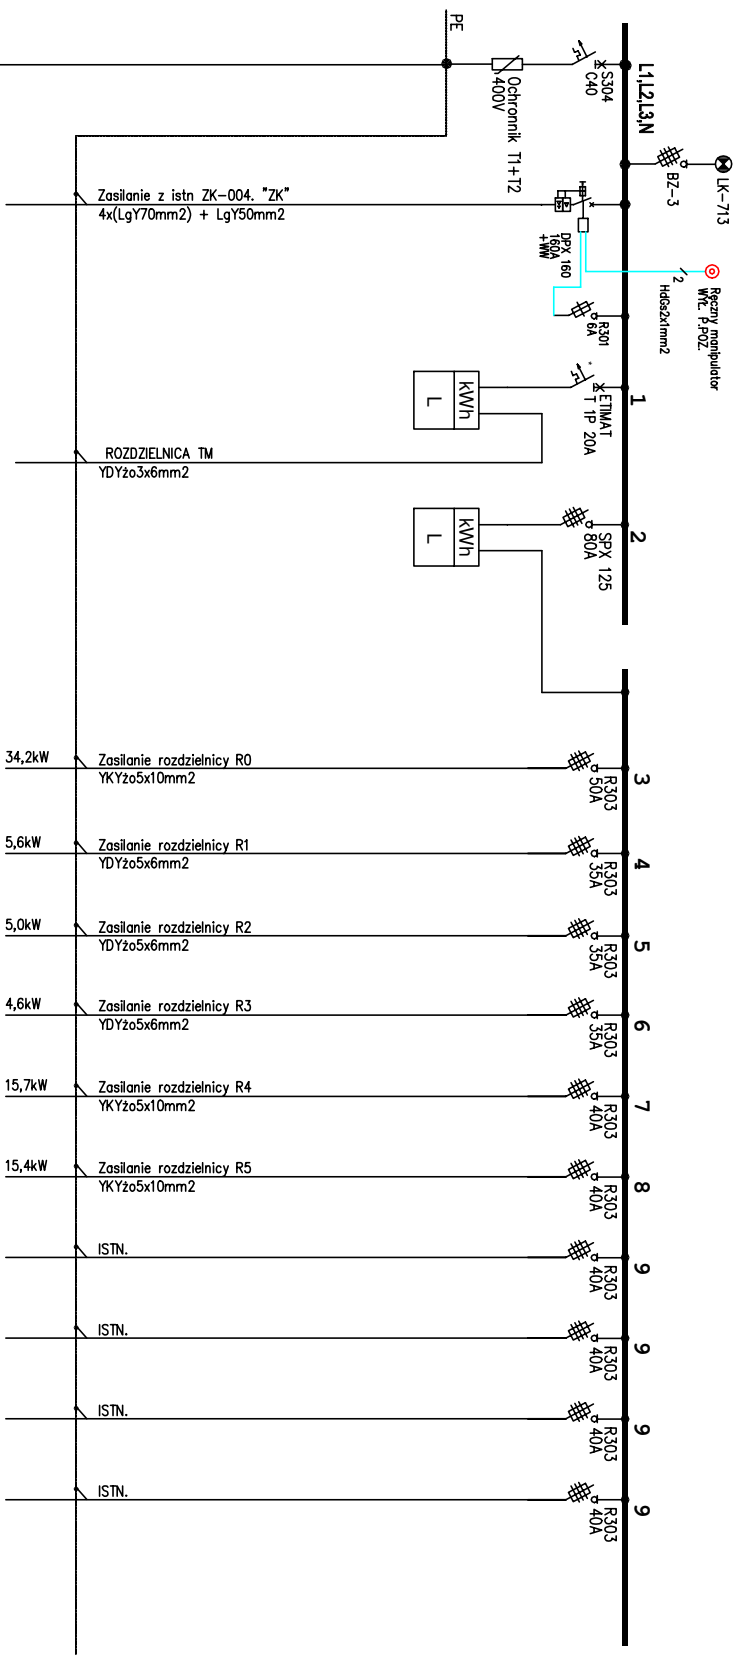 PE
L1,L2,L3,N
S304
C40
Ochronnik T1+T2
400V
LK-713
BZ-3
Zasilanie z istn ZK-004. "ZK"
4x(LgY70mm2) + LgY50mm2
DPX 160
160A
+WW
2
HdGs2x1mm2
Ręczny manipulator
WYŁ. P.POZ.
R301
6A
1
ETIMAT
T 1P 20A
kWh
L
ROZDZIELNICA TM
YDYżo3x6mm2
2
SPX 125
80A
kWh
L
34,2kW
Zasilanie rozdzielnicy R0
YKYżo5x10mm2
R303
50A
3
5,6kW
Zasilanie rozdzielnicy R1
YDYżo5x6mm2
R303
35A
4
5,0kW
Zasilanie rozdzielnicy R2
YDYżo5x6mm2
R303
35A
5
4,6kW
Zasilanie rozdzielnicy R3
YDYżo5x6mm2
R303
35A
6
15,7kW
Zasilanie rozdzielnicy R4
YKYżo5x10mm2
R303
40A
7
15,4kW
Zasilanie rozdzielnicy R5
YKYżo5x10mm2
R303
40A
8
ISTN.
R303
40A
9
ISTN.
R303
40A
9
ISTN.
R303
40A
9
ISTN.
R303
40A
9